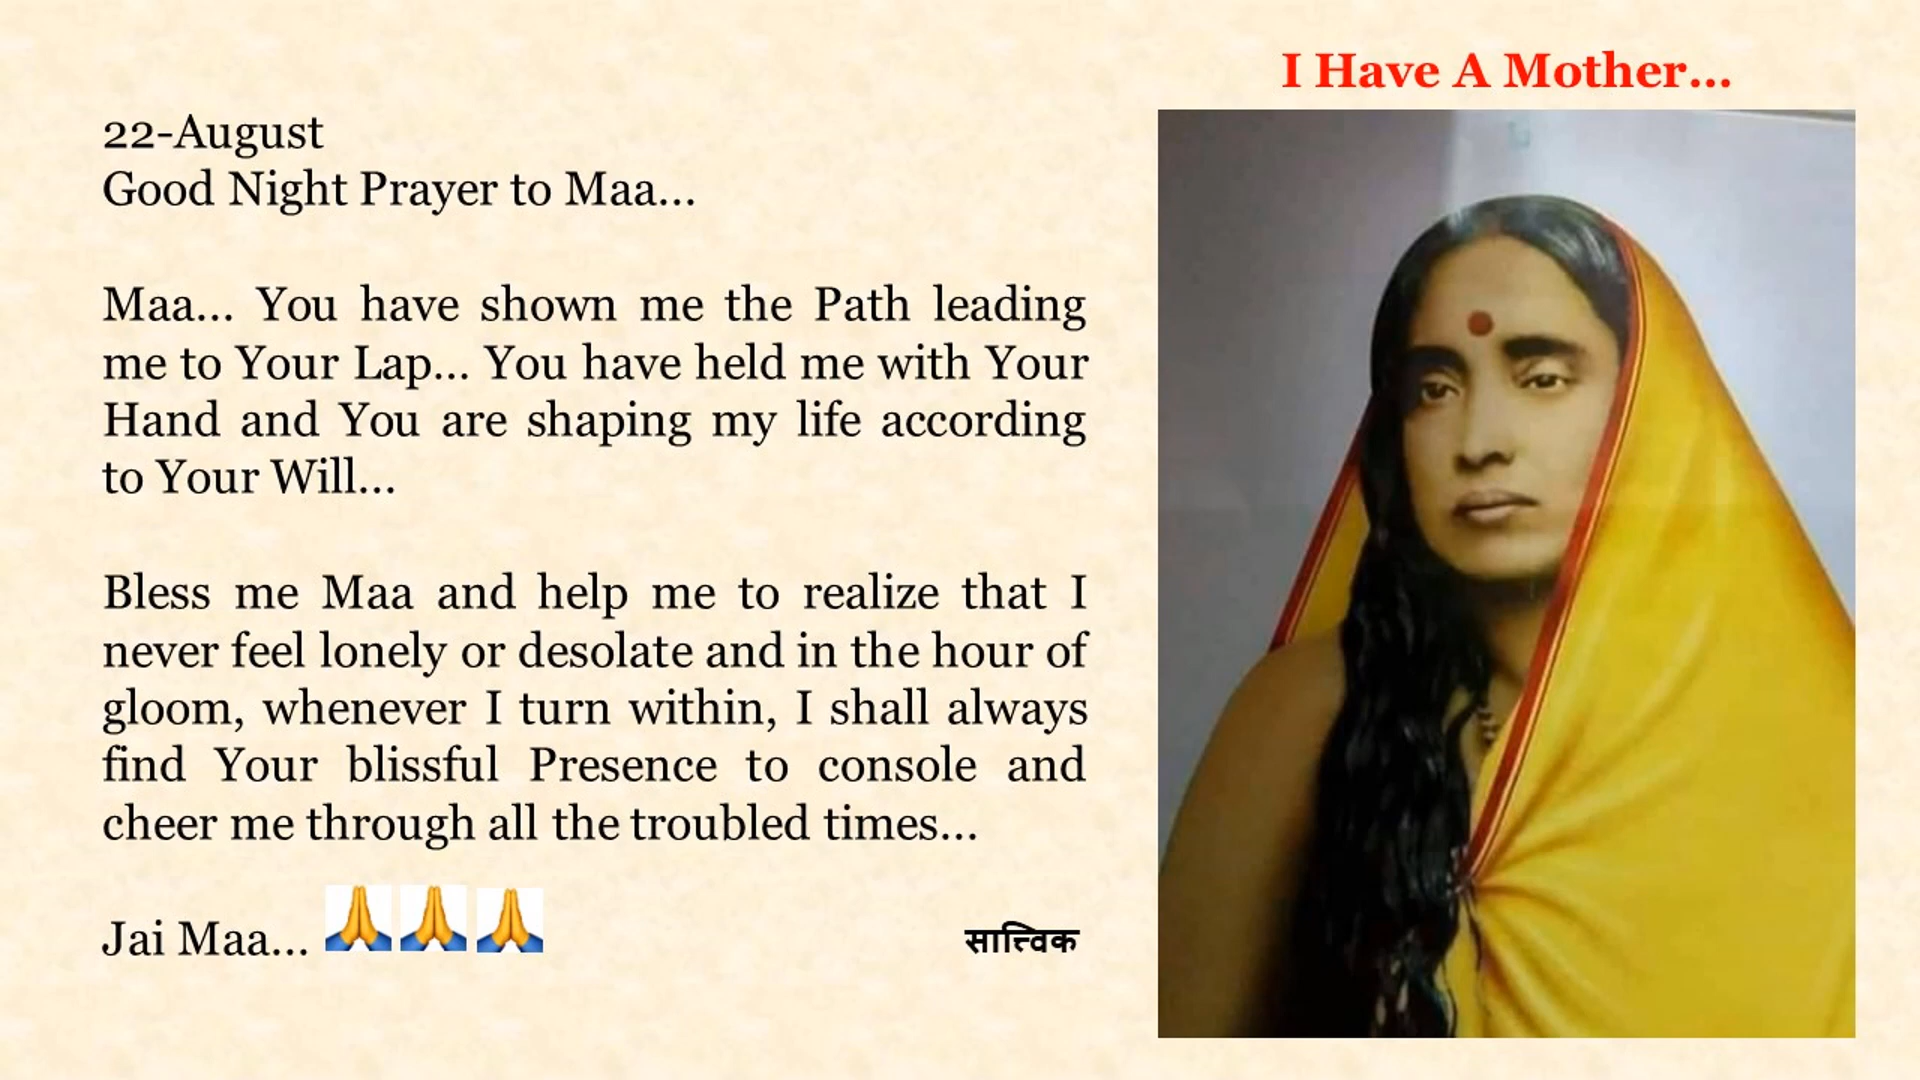 I Have A Mother...
22-August
Good Night Prayer to Maa...
Maa... You have shown me the Path leading
me to Your Lap... You have held me with Your
Hand and You are shaping my life according
to Your Will...
Bless me Maa and help me to realize that I
never feel lonely or desolate and in the hour of
gloom, whenever I turn within, I shall always
find Your blissful Presence to console and
cheer me through all the troubled times...
Jai Maa... 🙏🙏🙏
सात्त्विक